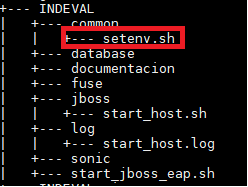 +--- INDEVAL
| +--- common
| | +--- setenv.sh
| +--- database
| +--- documentacion
| +--- fuse
| +--- jboss
| | +--- start_host.sh
| +--- log
| | +--- start_host.log
| +--- sonic
| +--- start_jboss_eap.sh